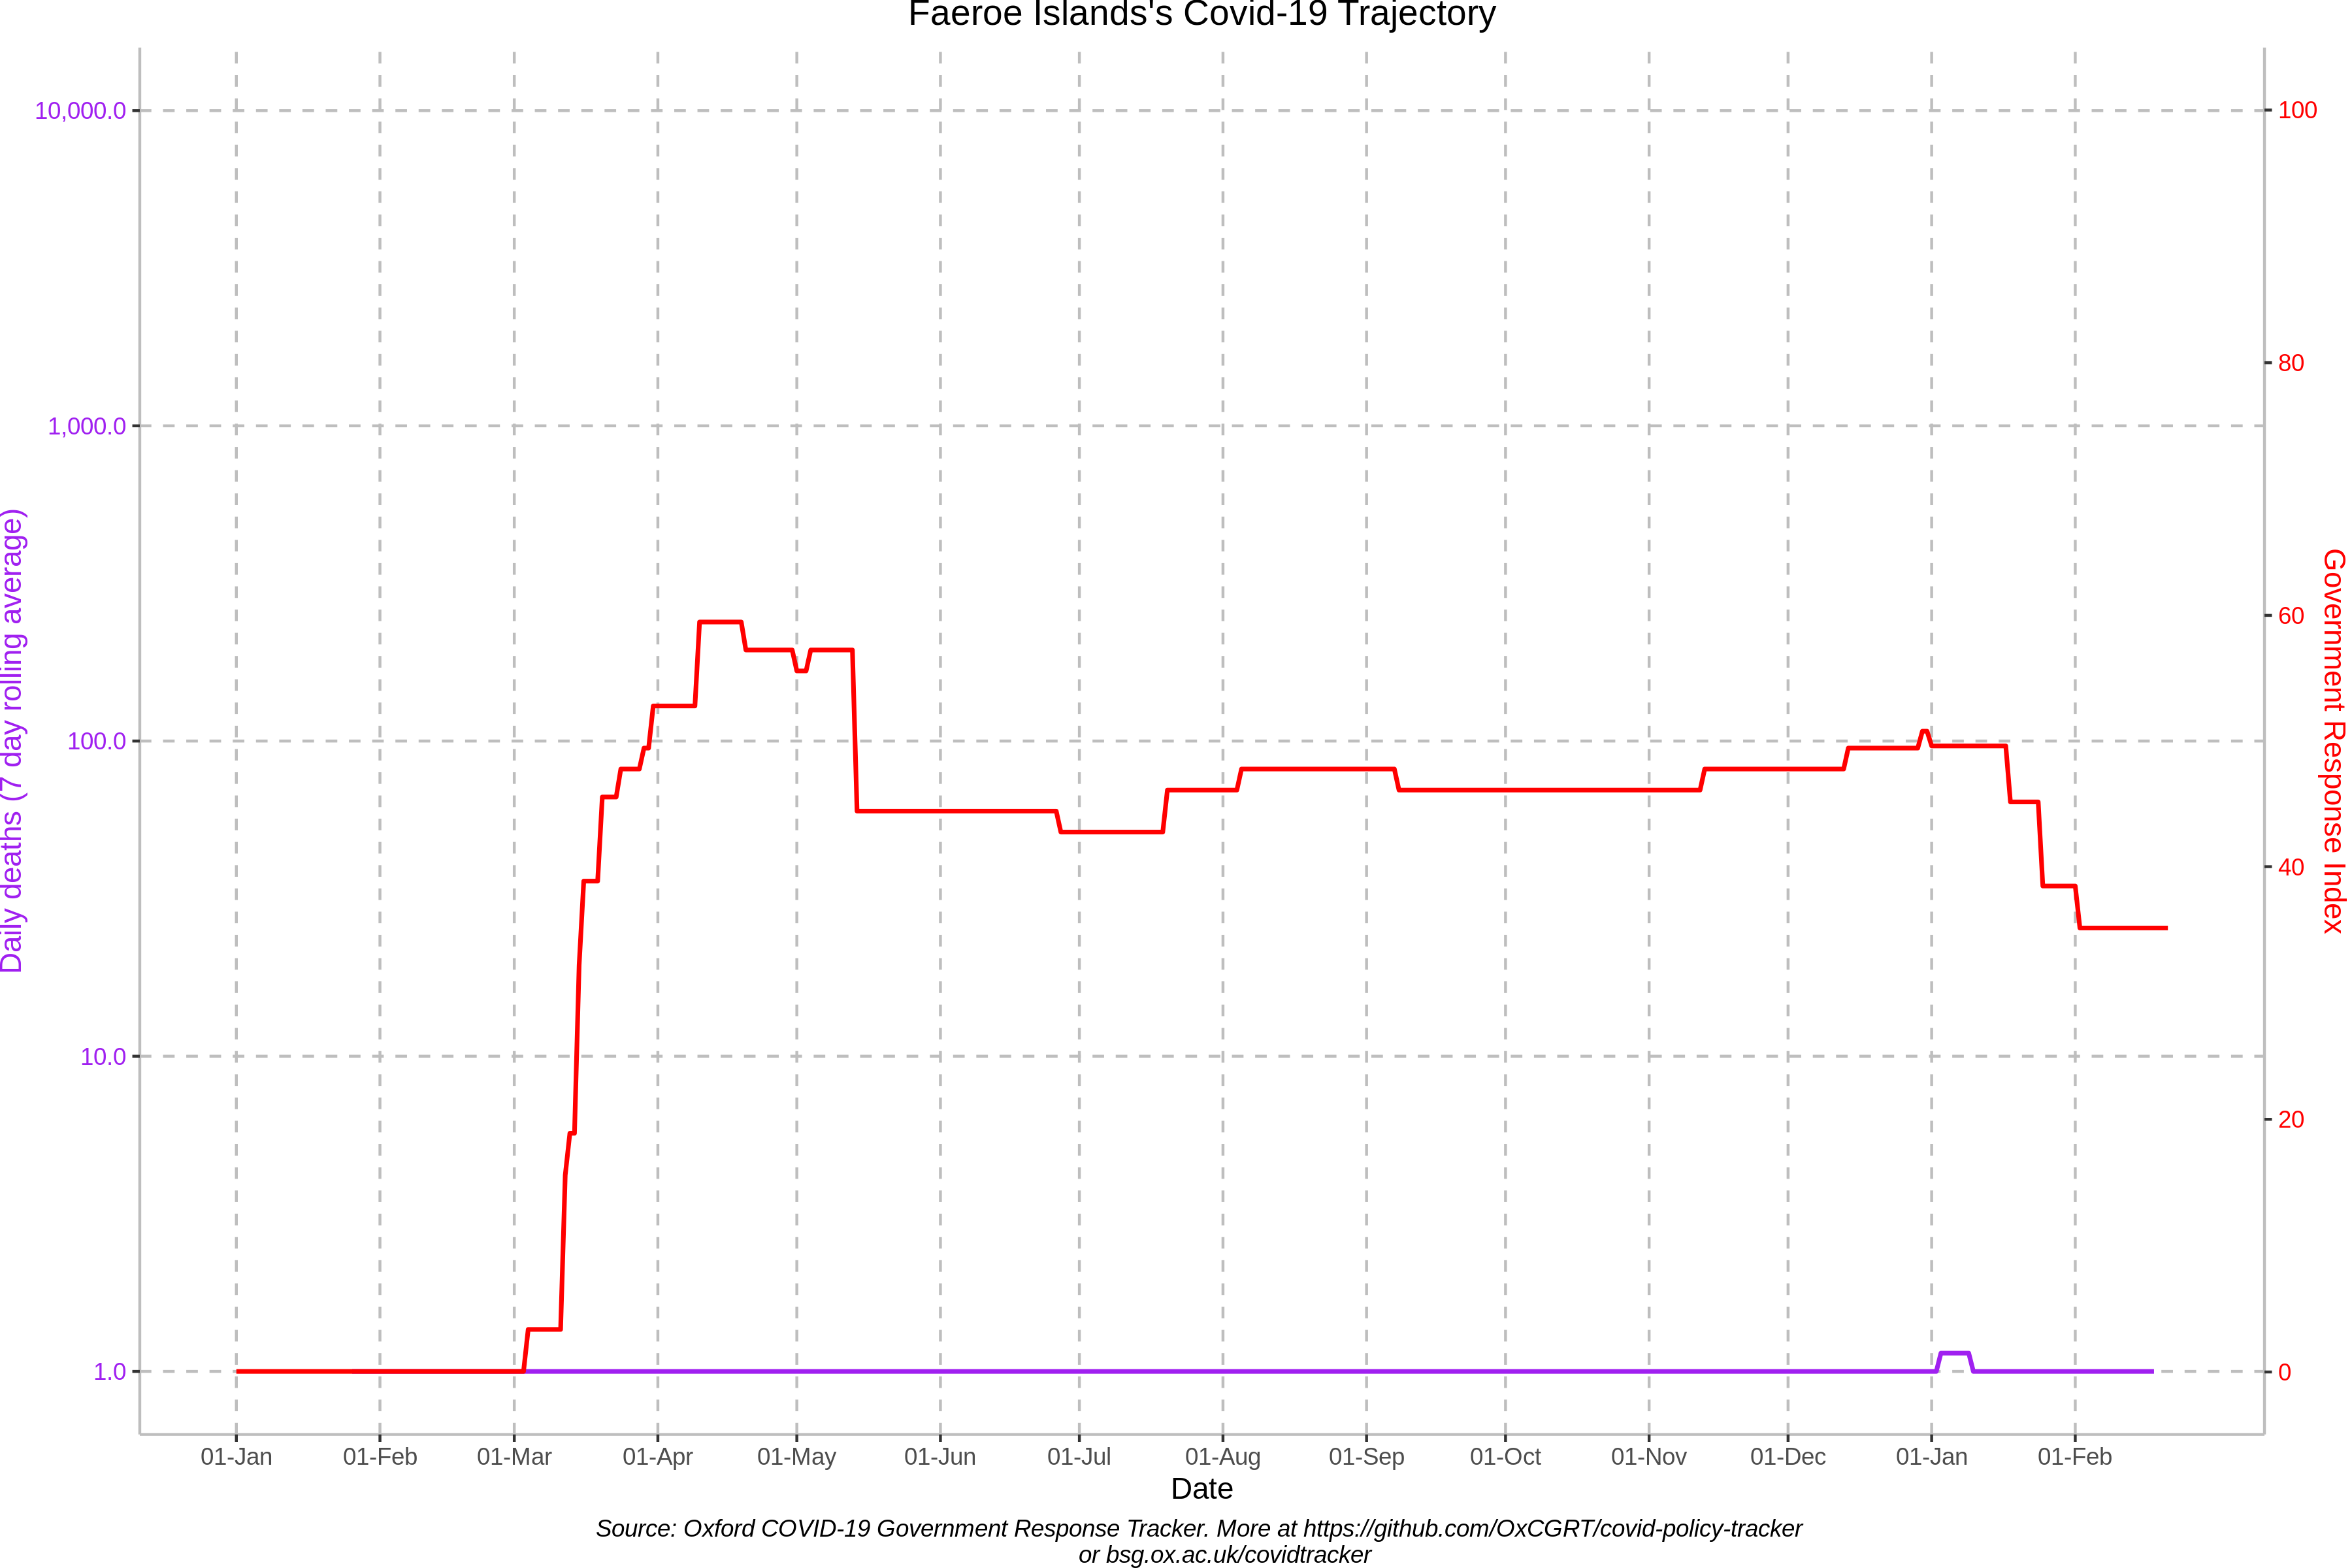 Faeroe Islands's Covid-19 Trajectory
10,000.0
1,000.0
100.0
10.0
1.0
Daily deaths (7 day rolling average)
100
80
60
40
20
0
Government Response Index
01-Jan 01-Feb 01-Mar 01-Apr 01-May 01-Jun 01-Jul 01-Aug 01-Sep 01-Oct 01-Nov 01-Dec 01-Jan 01-Feb
Date
Source: Oxford COVID-19 Government Response Tracker. More at https://github.com/OxCGRT/covid-policy-tracker
or bsg.ox.ac.uk/covidtracker